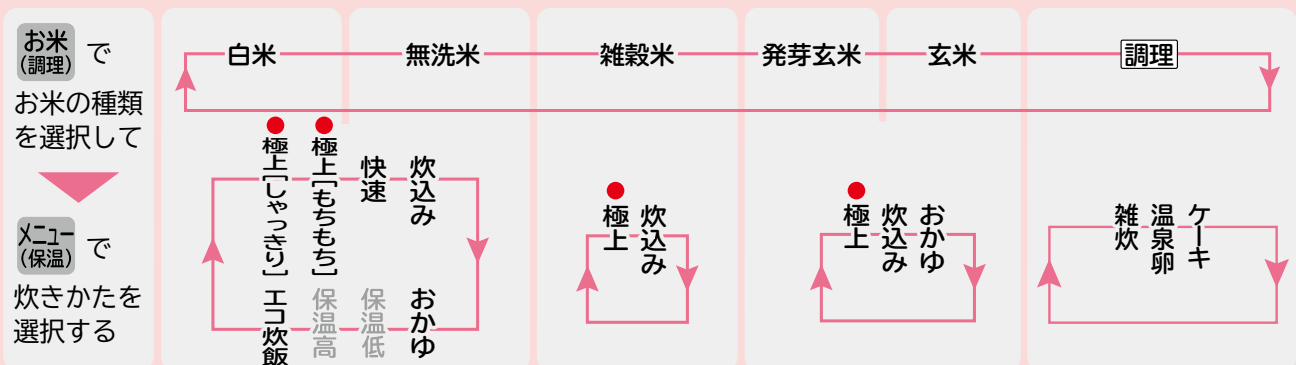 お米
(調理)
で
お米の種類
を選択して
メニュー
(保温)
で
炊きかたを
選択する
白米
無洗米
雑穀米
発芽玄米
玄米
調理
極上[しゃっきり]
極上[もちもち]
快速
炊込み
エコ炊飯
保温高
保温低
おかゆ
極上
炊込み
極上
炊込み
おかゆ
雑炊
温泉卵
ケーキ